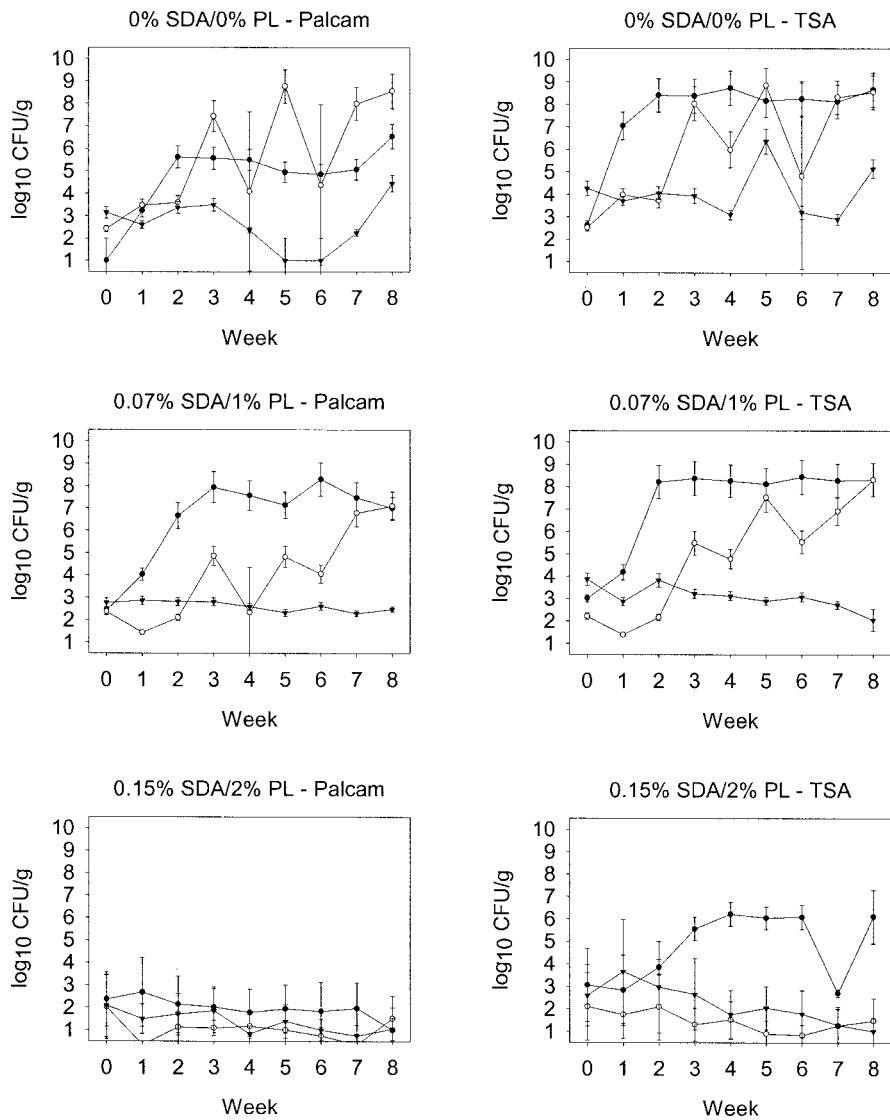 0% SDA/0% PL - Palcam
10
9
8
7
6
5
4
3
2
1
log10 CFU/g
0 1 2 3 4 5 6 7 8
Week
0% SDA/0% PL - TSA
10
9
8
7
6
5
4
3
2
1
log10 CFU/g
0 1 2 3 4 5 6 7 8
Week
0.07% SDA/1% PL - Palcam
10
9
8
7
6
5
4
3
2
1
log10 CFU/g
0 1 2 3 4 5 6 7 8
Week
0.07% SDA/1% PL - TSA
10
9
8
7
6
5
4
3
2
1
log10 CFU/g
0 1 2 3 4 5 6 7 8
Week
0.15% SDA/2% PL - Palcam
10
9
8
7
6
5
4
3
2
1
log10 CFU/g
0 1 2 3 4 5 6 7 8
Week
0.15% SDA/2% PL - TSA
10
9
8
7
6
5
4
3
2
1
log10 CFU/g
0 1 2 3 4 5 6 7 8
Week